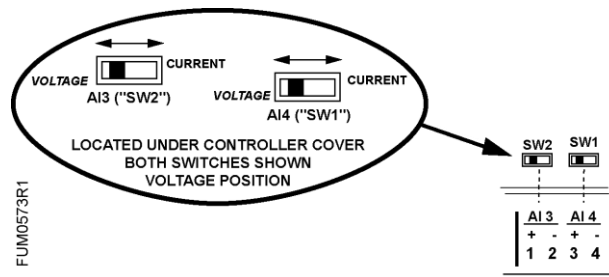 VOLTAGE CURRENT
AI3 ("SW2")
VOLTAGE CURRENT
AI4 ("SW1")
LOCATED UNDER CONTROLLER COVER
BOTH SWITCHES SHOWN
VOLTAGE POSITION
FUM0573R1
SW2 SW1
AI 3 AI 4
+ - + -
1 2 3 4